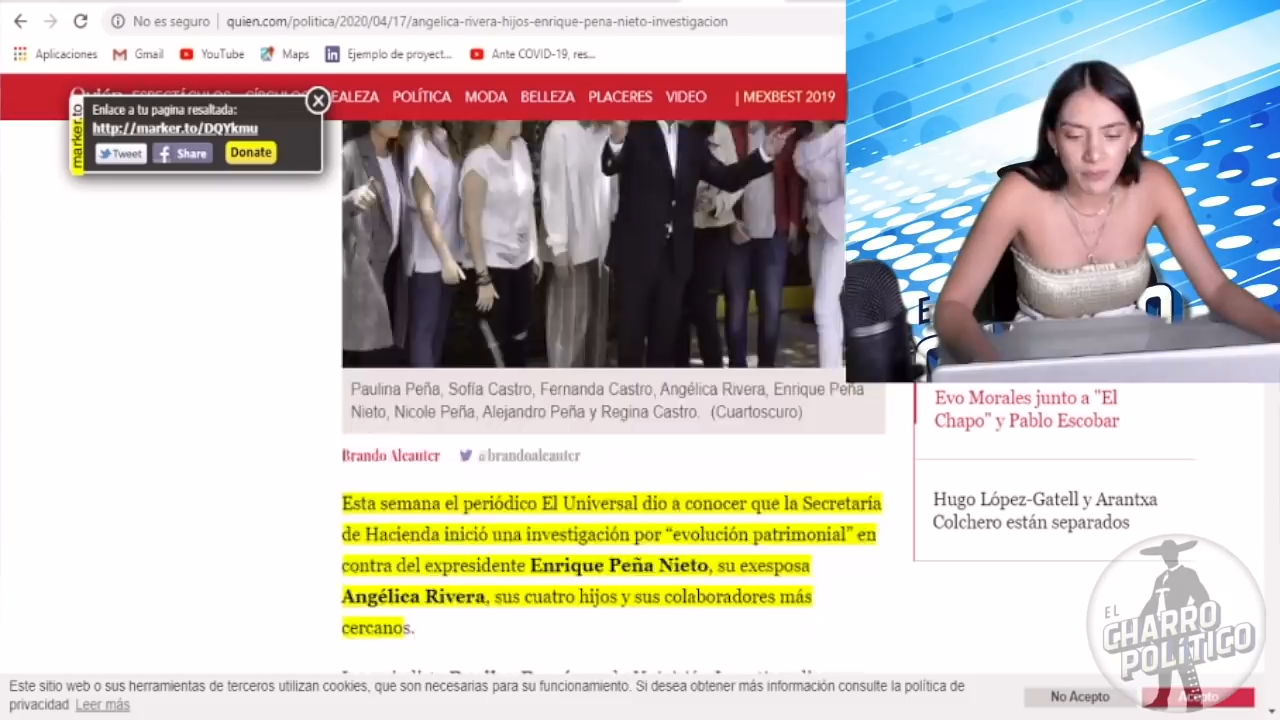 No es seguro
quien.com/politica/2020/04/17/angelica-rivera-hijos-enrique-pena-nieto-investigacion
Aplicaciones Gmail YouTube Maps Ejemplo de proyect... Ante COVID-19, res...
Quién ESPECTÁCULOS CÍRCULOS REALEZA POLÍTICA MODA BELLEZA PLACERES VIDEO | MEXBEST 2019
marker.to
Enlace a tu pagina resaltada:
http://marker.to/DQYkmu
Tweet Share Donate
Paulina Peña, Sofía Castro, Fernanda Castro, Angélica Rivera, Enrique Peña
Nieto, Nicole Peña, Alejandro Peña y Regina Castro. (Cuartoscuro)
Brando Alcauter @brandoalcauter
Esta semana el periódico El Universal dio a conocer que la Secretaría
de Hacienda inició una investigación por “evolución patrimonial” en
contra del expresidente Enrique Peña Nieto, su exesposa
Angélica Rivera, sus cuatro hijos y sus colaboradores más
cercanos.
Evo Morales junto a "El
Chapo" y Pablo Escobar
Hugo López-Gatell y Arantxa
Colchero están separados
EL
CHARRO
POLÍTICO
Este sitio web o sus herramientas de terceros utilizan cookies, que son necesarias para su funcionamiento. Si desea obtener más información consulte la política de
privacidad Leer más
No Acepto Acepto